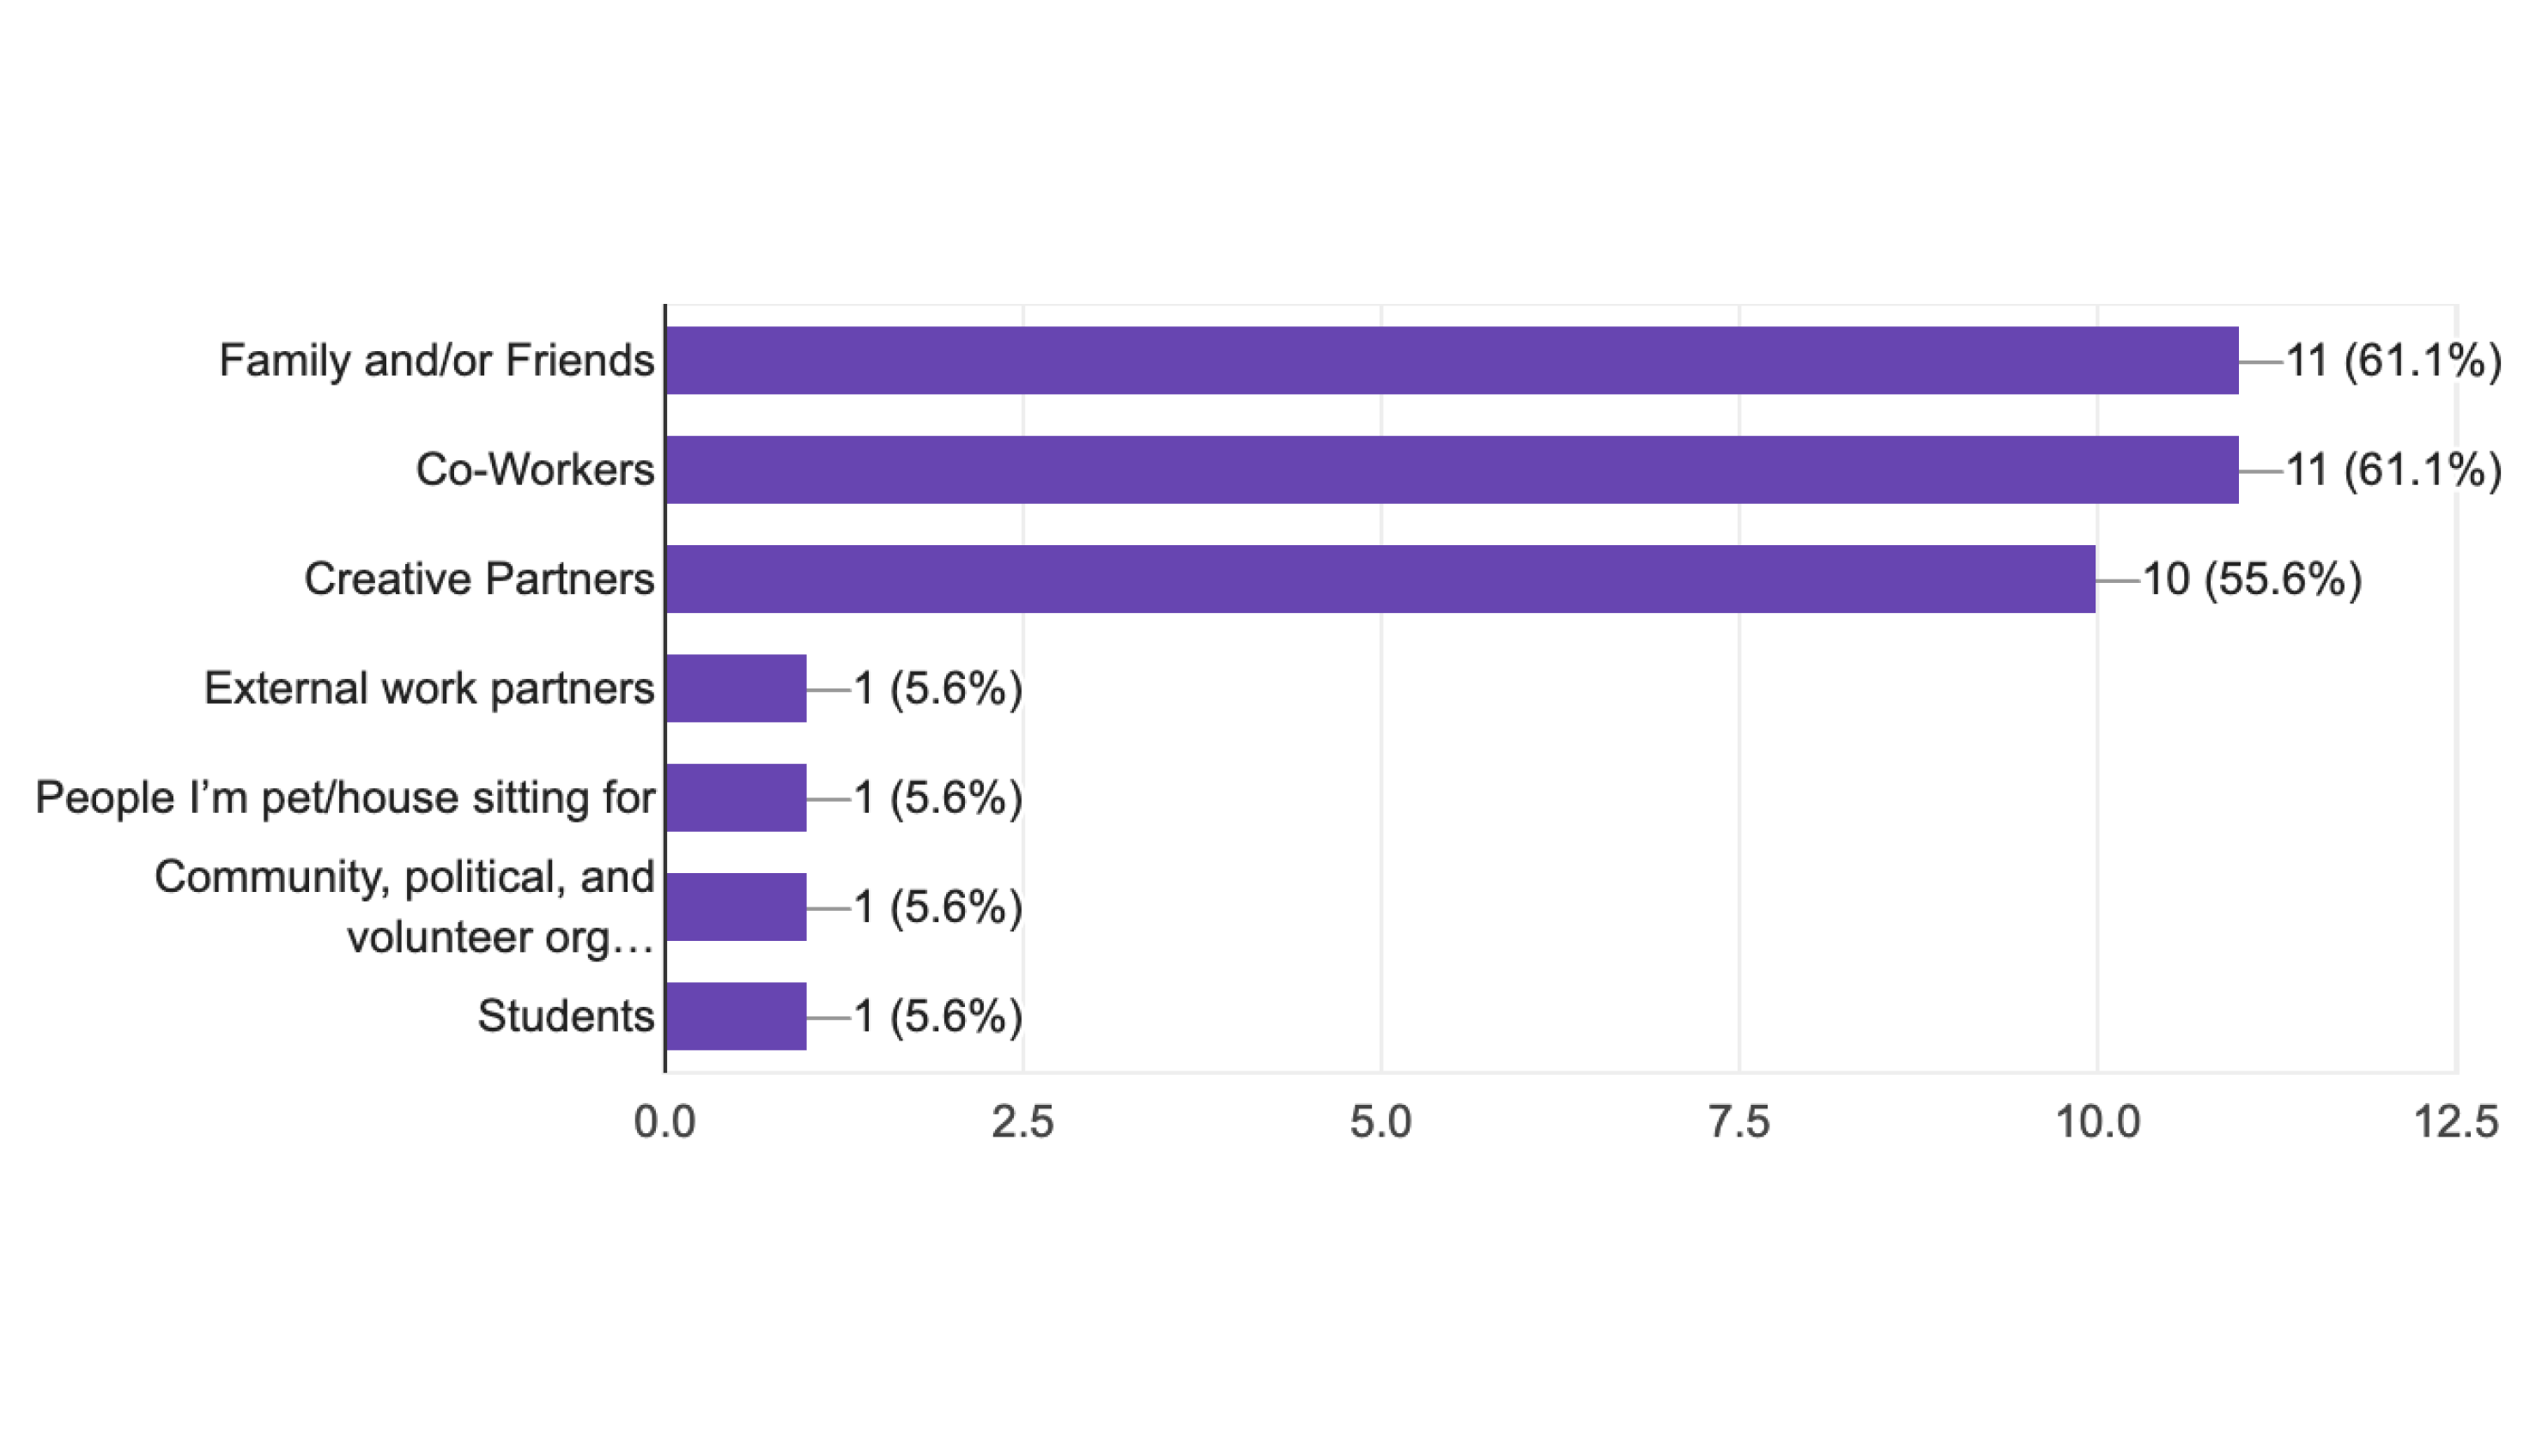 Family and/or Friends 11 (61.1%)
Co-Workers 11 (61.1%)
Creative Partners 10 (55.6%)
External work partners 1 (5.6%)
People I’m pet/house sitting for 1 (5.6%)
Community, political, and
volunteer org… 1 (5.6%)
Students 1 (5.6%)
0.0 2.5 5.0 7.5 10.0 12.5